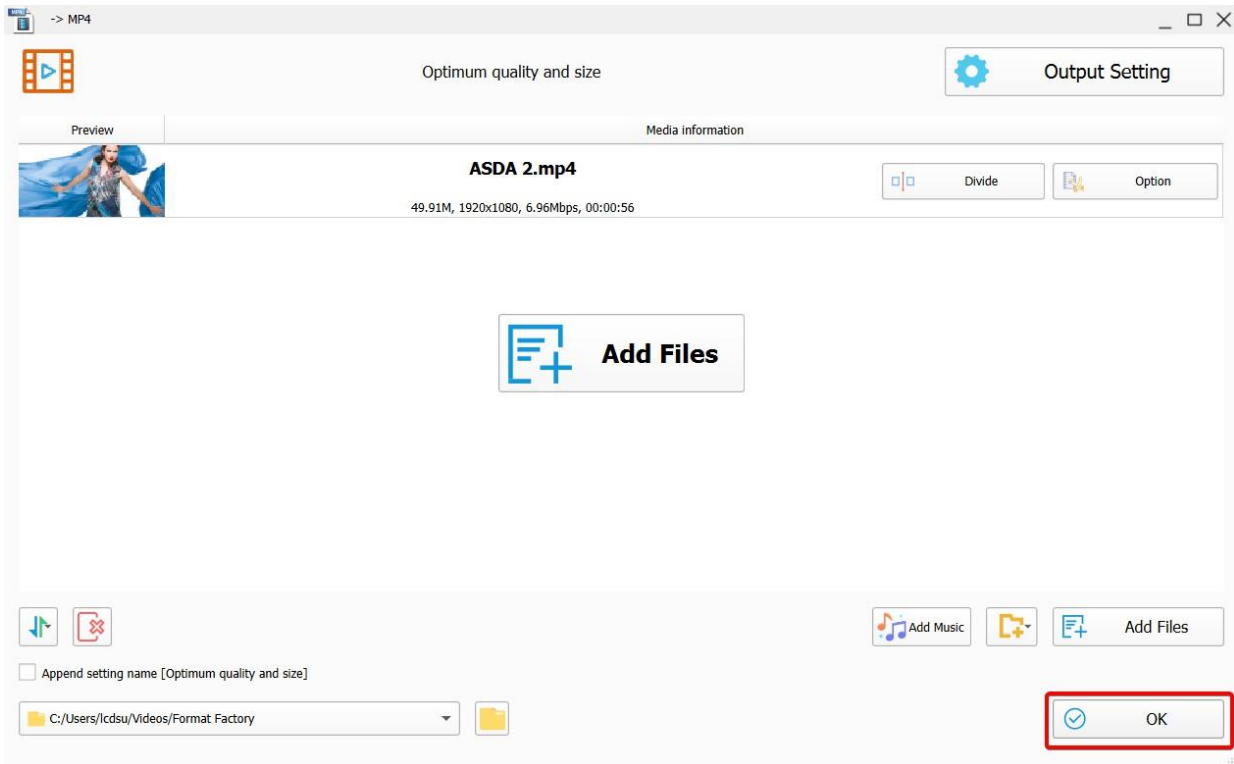 -> MP4
Optimum quality and size
Output Setting
Preview
Media information
ASDA 2.mp4
49.91M, 1920x1080, 6.96Mbps, 00:00:56
Divide
Option
Add Files
Add Music
Add Files
Append setting name [Optimum quality and size]
C:/Users/lcdsu/Videos/Format Factory
OK